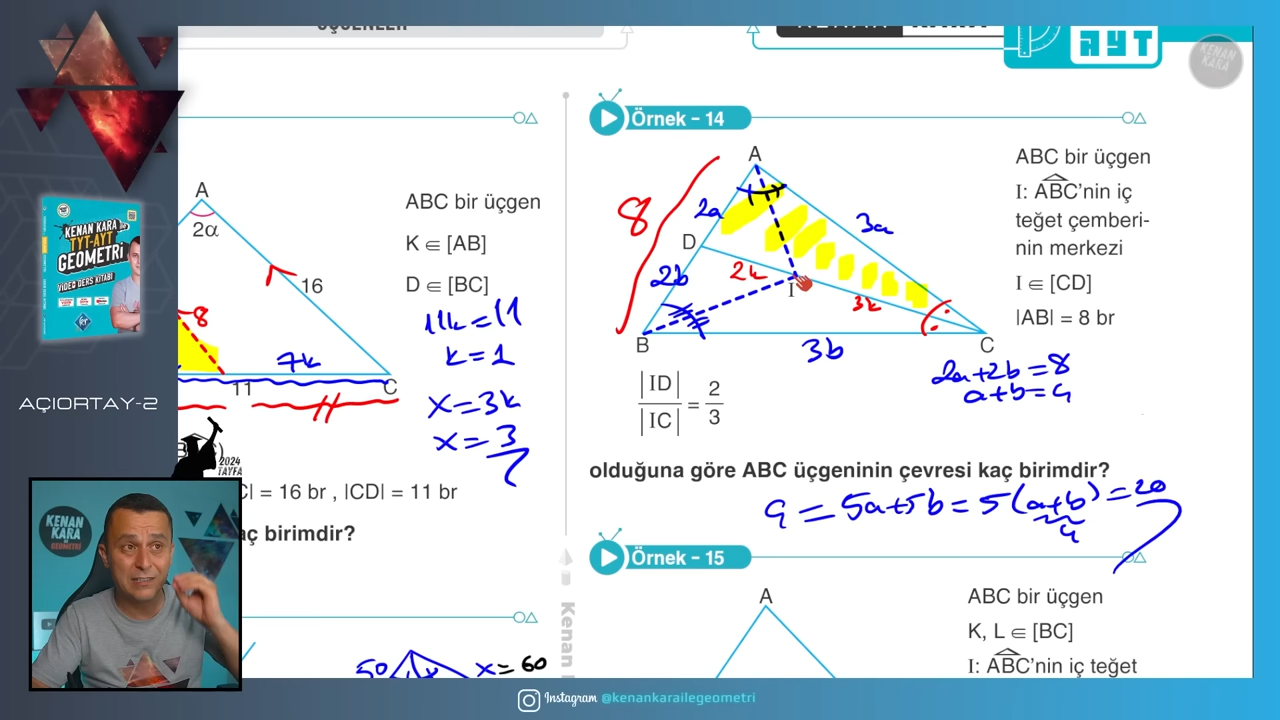 AYT
KENAN KARA
A
2α
16
8
7k
C
11
ABC bir üçgen
K ∈ [AB]
D ∈ [BC]
11k=11
k=1
x=3k
x=3
= 16 br , |CD| = 11 br
kaç birimdir?
50
x=60
Örnek – 14
A
2a
3a
8
D
2b
2k
I
3k
B
3b
C
ABC bir üçgen
I: ABC'nin iç
teğet çemberi-
nin merkezi
I ∈ [CD]
|AB| = 8 br
2a+2b=8
a+b=4
|ID|
|IC|
= 2
3
olduğuna göre ABC üçgeninin çevresi kaç birimdir?
Ç=5a+5b=5(a+b)=20
4
Örnek – 15
A
ABC bir üçgen
K, L ∈ [BC]
I: ABC'nin iç teğet
Kenan
KENAN KARA
TYT-AYT
GEOMETRİ
VİDEO DERS KİTABI
AÇIORTAY-2
2024
TAYFA
KENAN
KARA
GEOMETRİ
Instagram @kenankarailegeometri